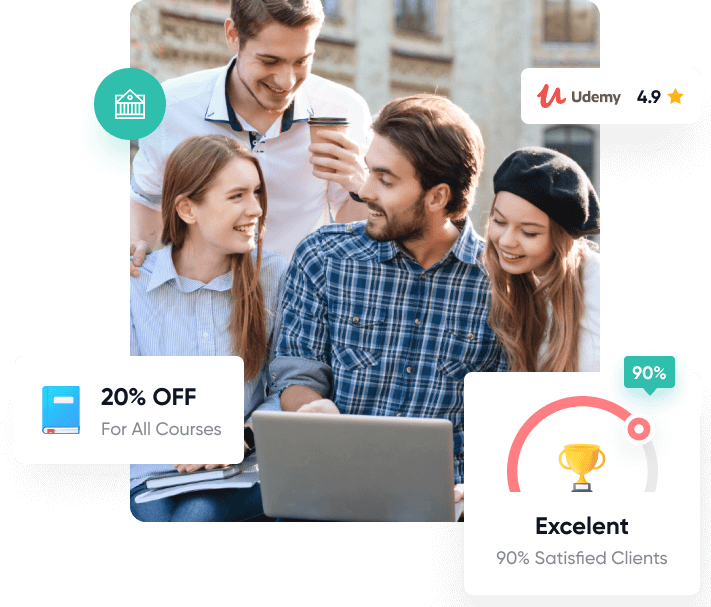 Udemy 4.9
20% OFF
For All Courses
90%
Excelent
90% Satisfied Clients